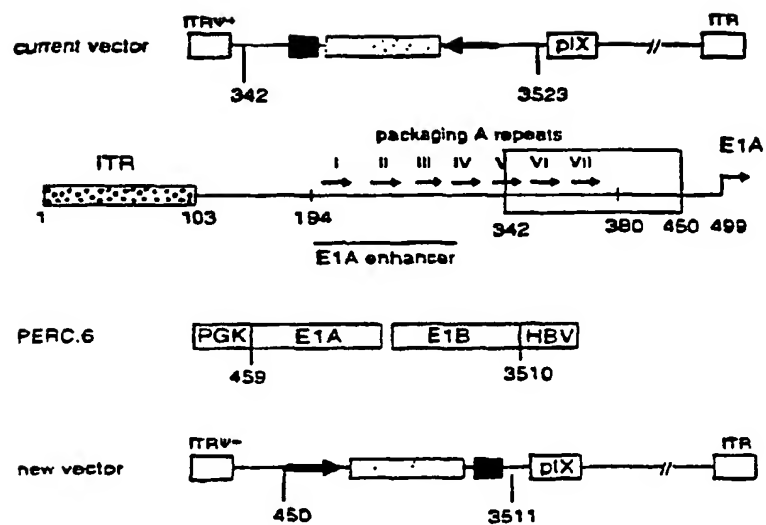 ITRΨ+ ITR
current vector pIX
342 3523
packaging A repeats
ITR I II III IV V VI VII E1A
1 103 194 342 380 450 499
E1A enhancer
PERC.6 PGK E1A E1B HBV
459 3510
ITRΨ+ ITR
new vector pIX
450 3511